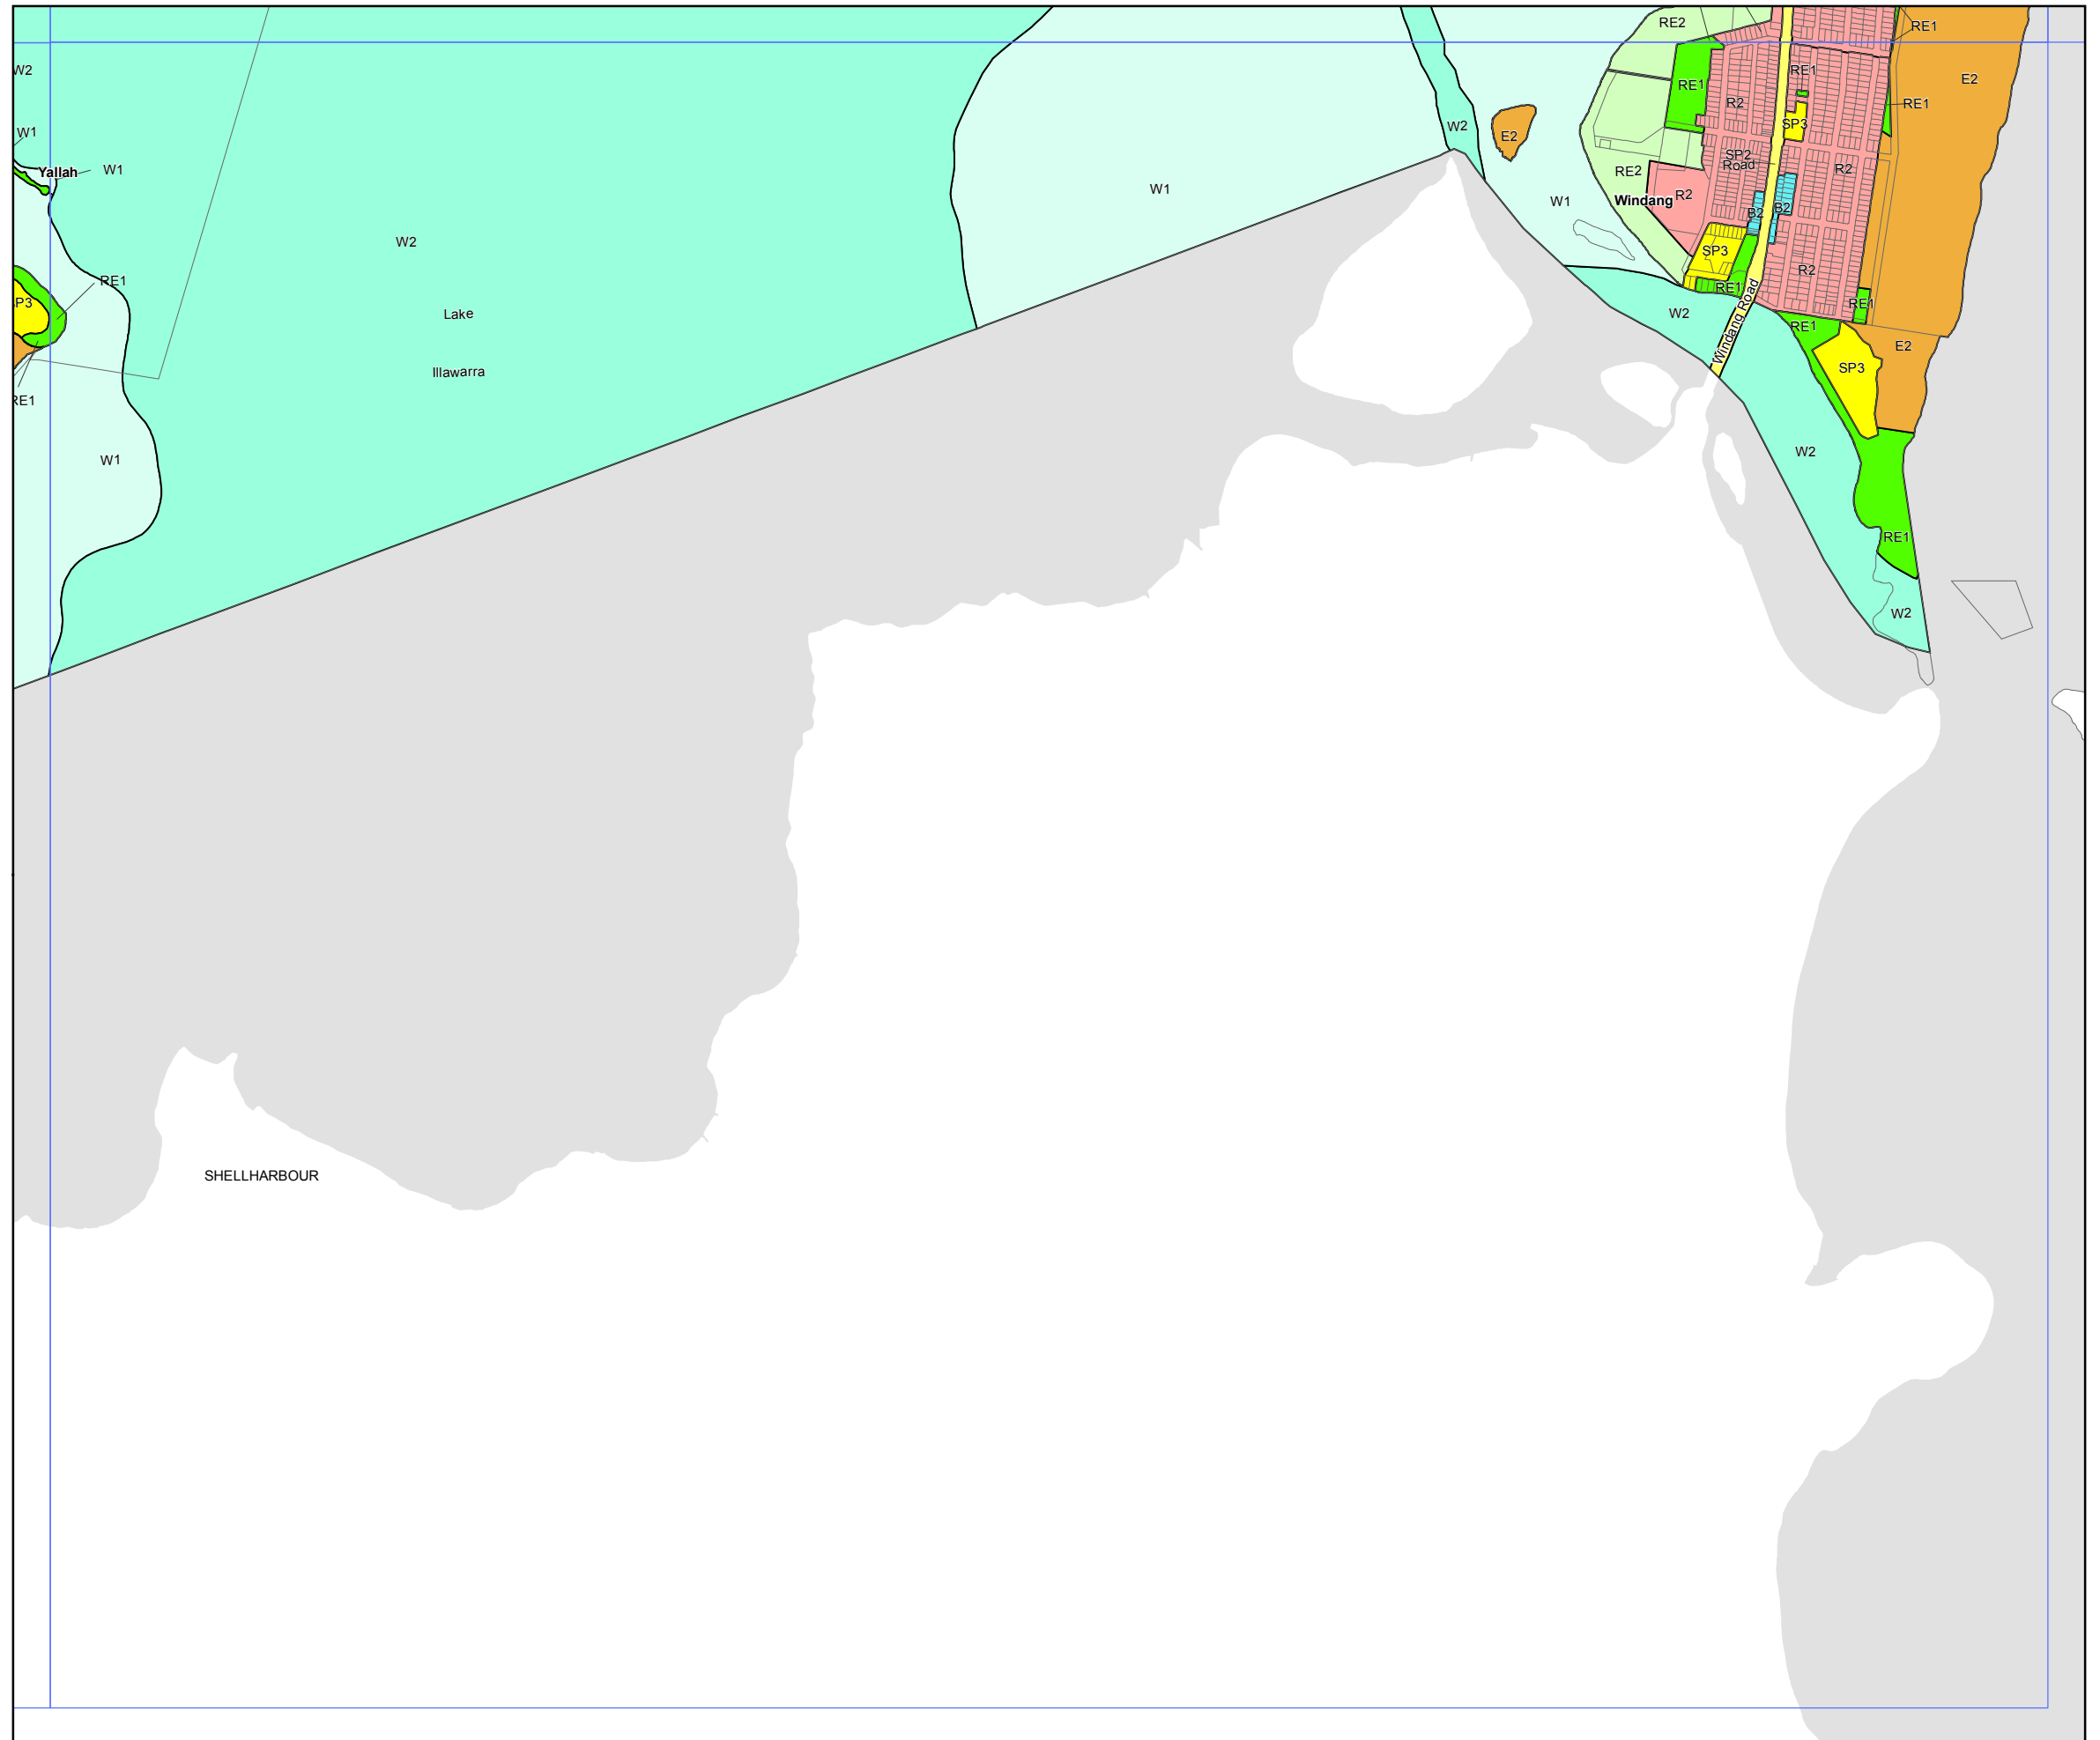 RE2
RE1
W2
RE1
RE1
E2
R2
RE1
W2
SP3
W1
E2
SP2
Road
Yallah
W1
R2
RE2
W1
R2
Windang
W1
B2
B2
W2
SP3
R2
RE1
RE1
RE1
Lake
W2
Windang Road
RE1
E2
SP3
Illawarra
W2
W1
RE1
W2
SHELLHARBOUR